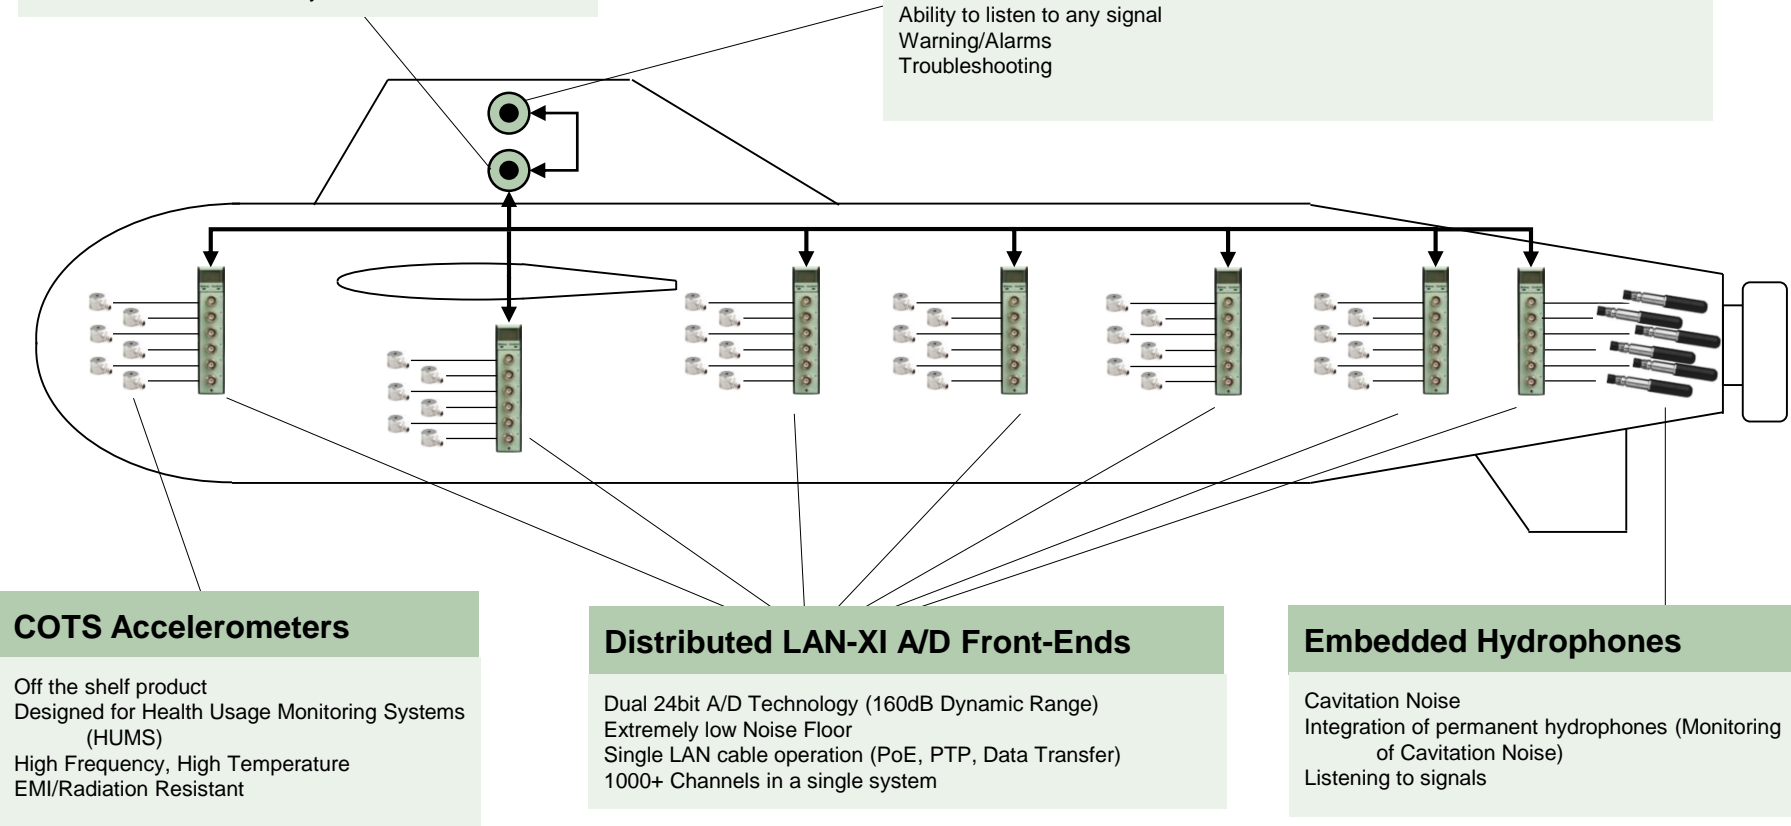 Ability to listen to any signal
Warning/Alarms
Troubleshooting
COTS Accelerometers
Off the shelf product
Designed for Health Usage Monitoring Systems
(HUMS)
High Frequency, High Temperature
EMI/Radiation Resistant
Distributed LAN-XI A/D Front-Ends
Dual 24bit A/D Technology (160dB Dynamic Range)
Extremely low Noise Floor
Single LAN cable operation (PoE, PTP, Data Transfer)
1000+ Channels in a single system
Embedded Hydrophones
Cavitation Noise
Integration of permanent hydrophones (Monitoring
of Cavitation Noise)
Listening to signals